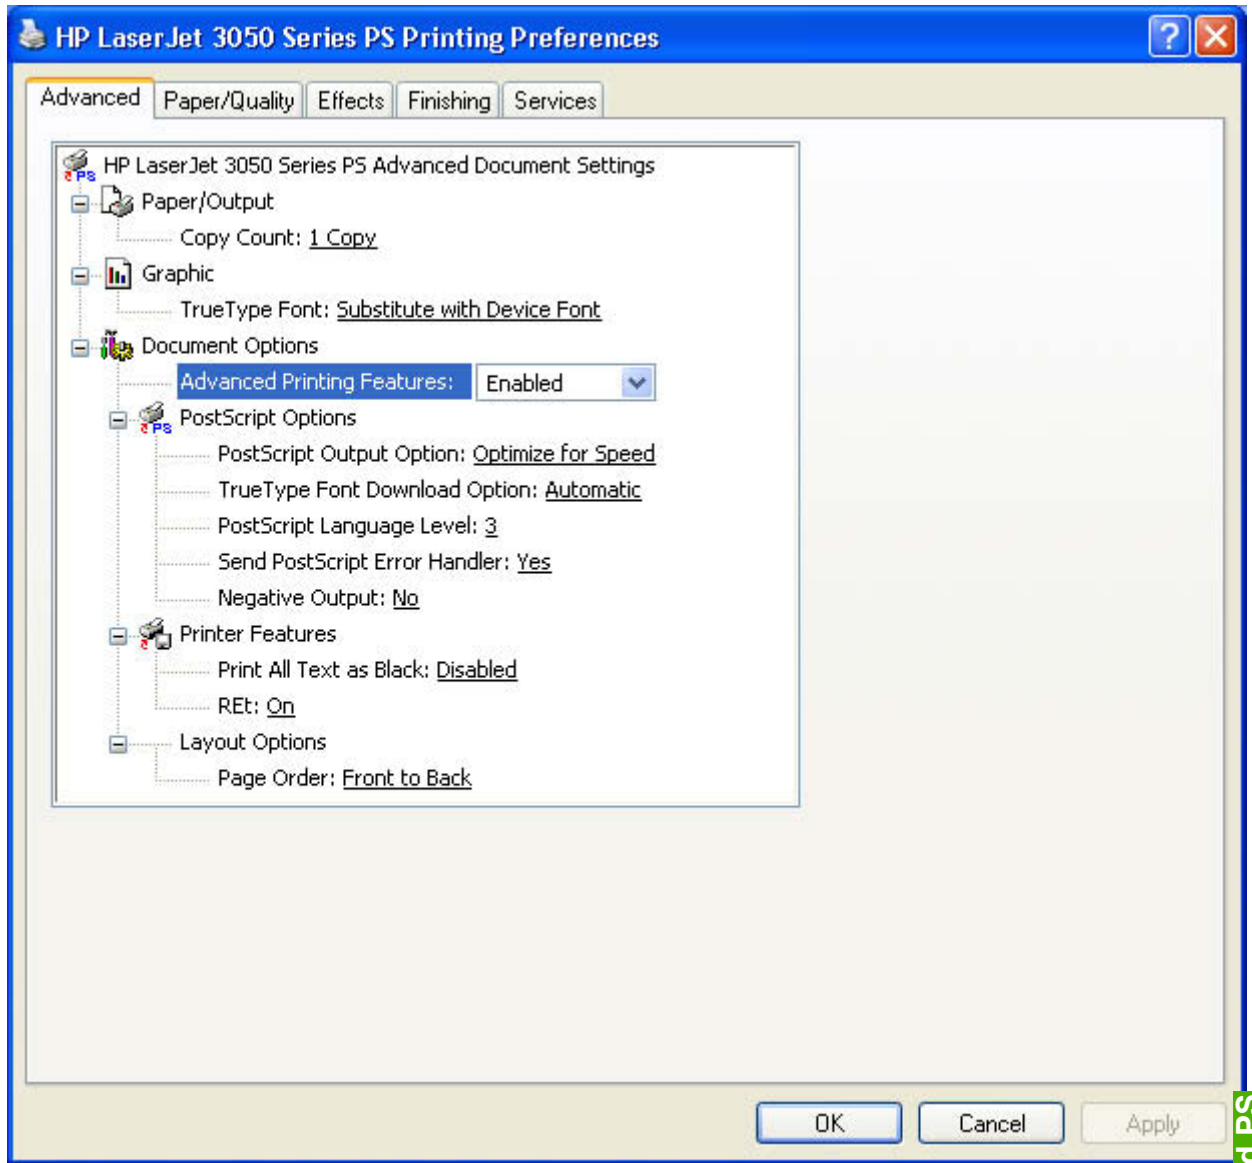 HP LaserJet 3050 Series PS Printing Preferences
Advanced Paper/Quality Effects Finishing Services
HP LaserJet 3050 Series PS Advanced Document Settings
PS
Paper/Output
Copy Count: 1 Copy
Graphic
TrueType Font: Substitute with Device Font
Document Options
Advanced Printing Features: Enabled
PostScript Options
PS
PostScript Output Option: Optimize for Speed
TrueType Font Download Option: Automatic
PostScript Language Level: 3
Send PostScript Error Handler: Yes
Negative Output: No
Printer Features
Print All Text as Black: Disabled
REt: On
Layout Options
Page Order: Front to Back
OK Cancel Apply
d PS